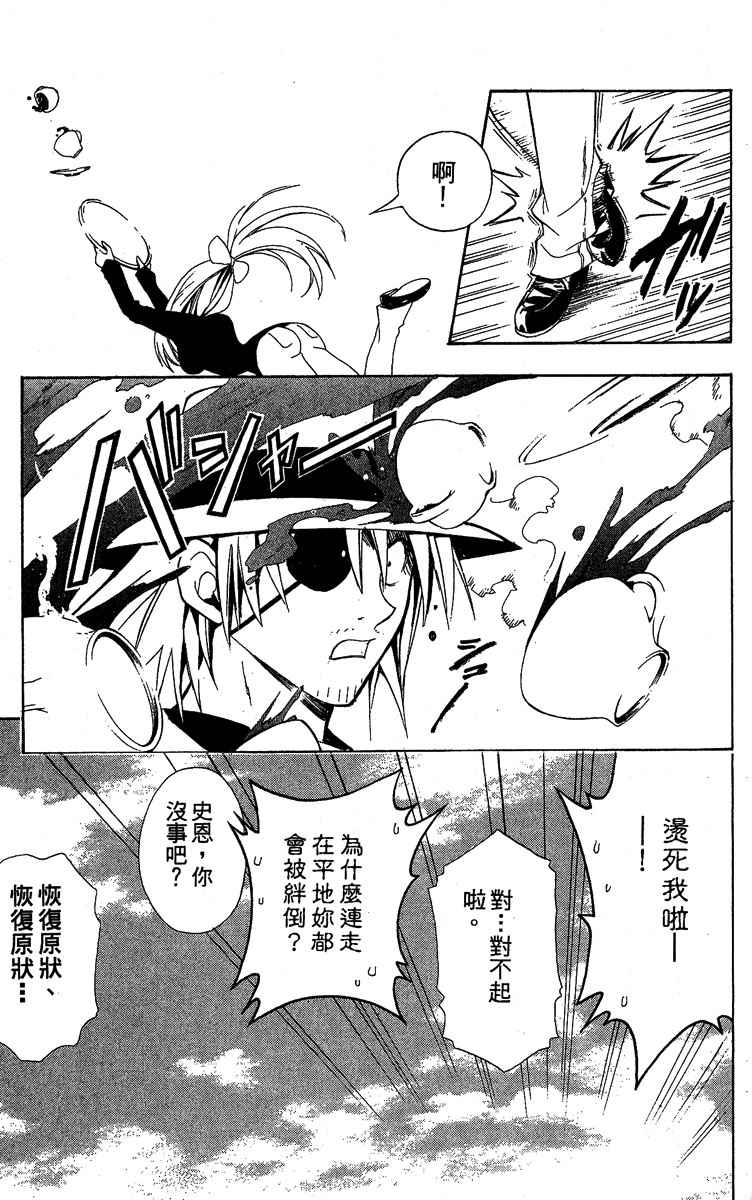 ガッ
啊！
バシャー
燙死我啦—
—！
對…對不起
啦。
為什麼連走
在平地妳都
會被絆倒？
史恩，你
沒事吧？
恢復原狀、
恢復原狀…